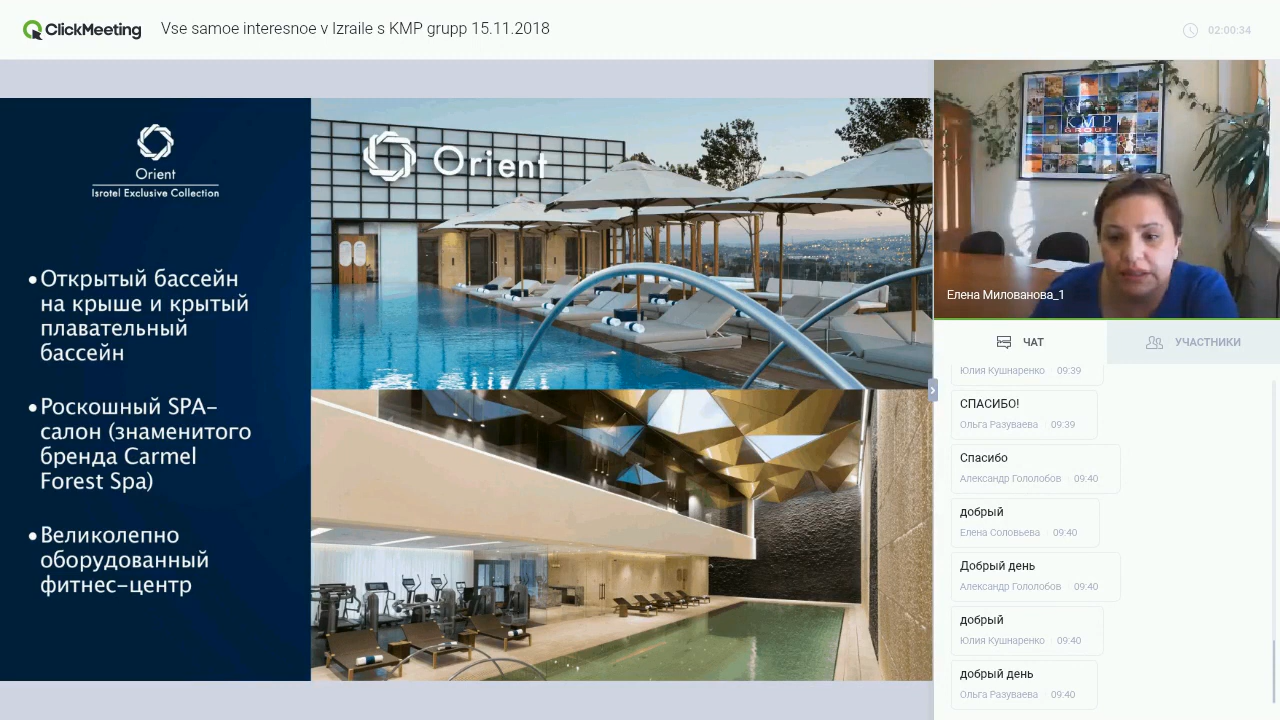 ClickMeeting
Vse samoe interesnoe v Izraile s KMP grupp 15.11.2018
02:00:34
Orient
Isrotel Exclusive Collection
•Открытый бассейн
на крыше и крытый
плавательный
бассейн
•Роскошный SPA-
салон (знаменитого
бренда Carmel
Forest Spa)
•Великолепно
оборудованный
фитнес-центр
Orient
KMP
GROUP
Елена Милованова_1
ЧАТ
УЧАСТНИКИ
Юлия Кушнаренко 09:39
СПАСИБО!
Ольга Разуваева 09:39
Спасибо
Александр Гололобов 09:40
добрый
Елена Соловьева 09:40
Добрый день
Александр Гололобов 09:40
добрый
Юлия Кушнаренко 09:40
добрый день
Ольга Разуваева 09:40